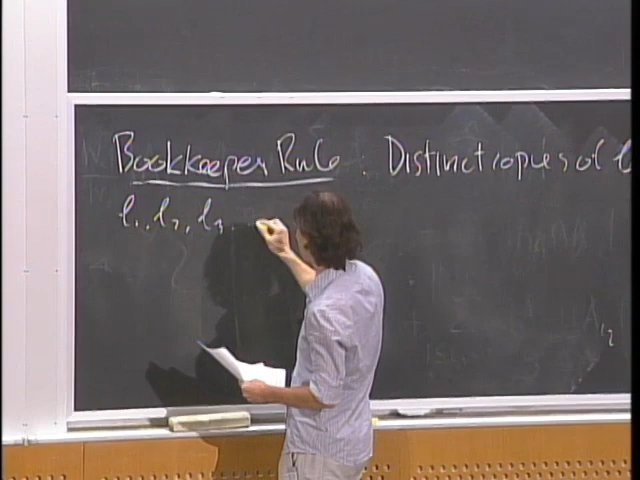 Bookkeeper Rule. Distinct copies of l
l₁, l₂, l₃